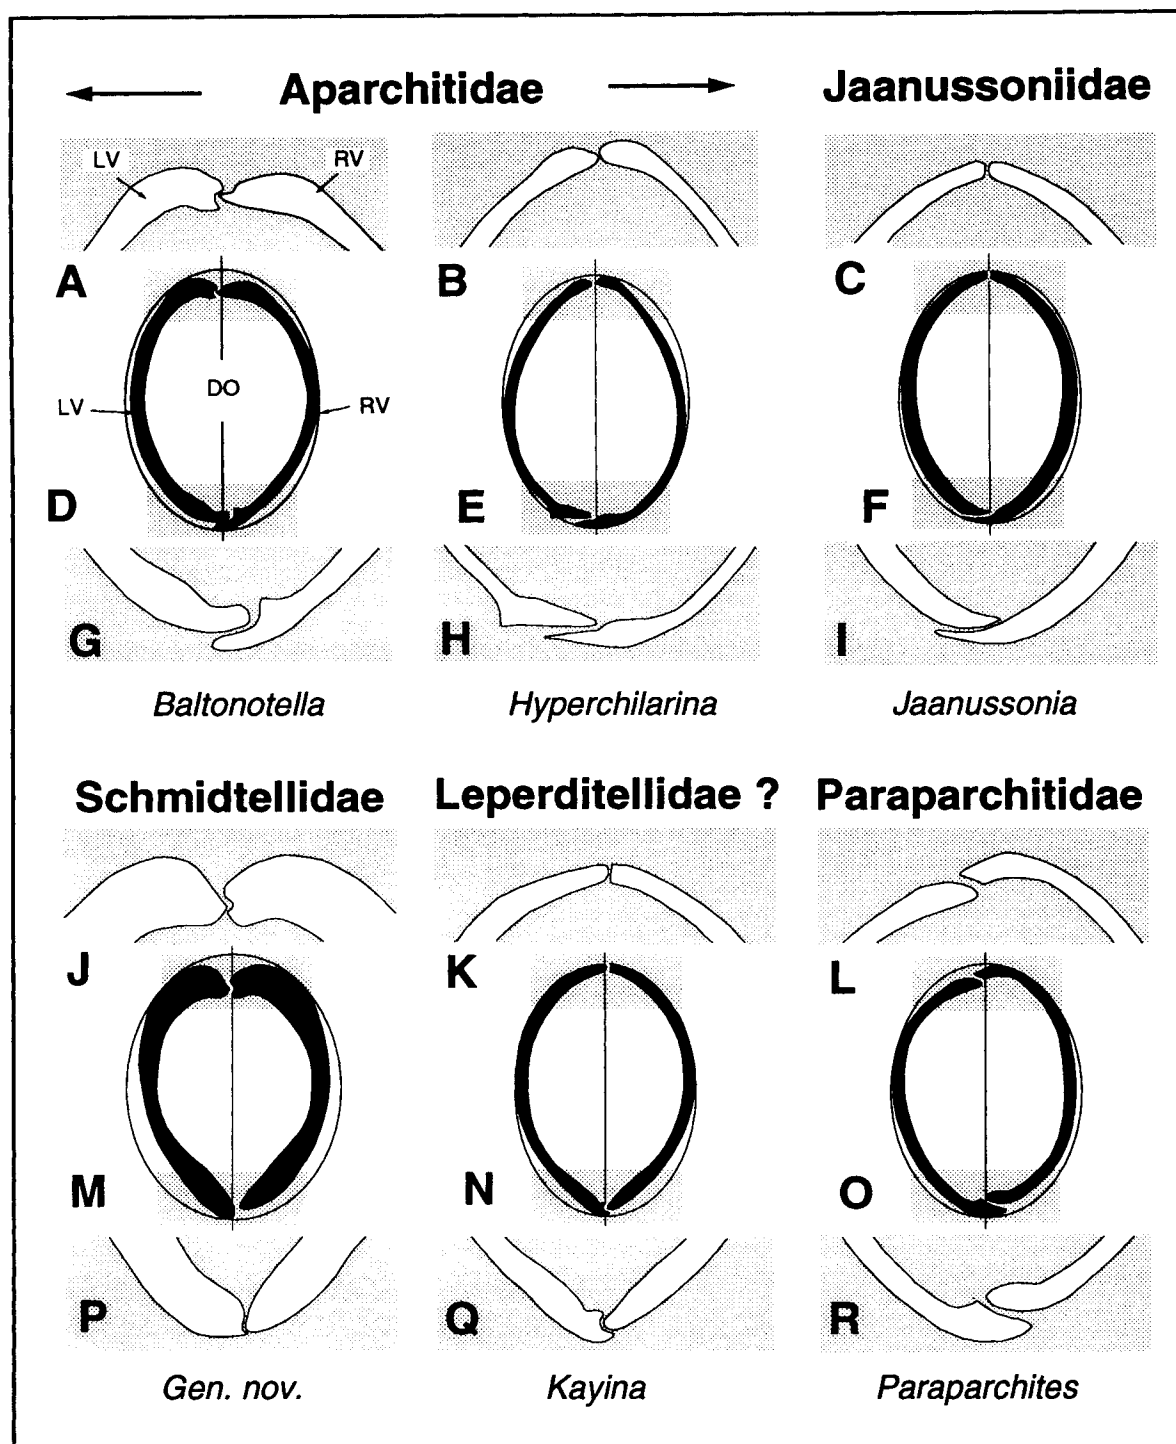 Aparchitidae Jaanussoniidae
LV RV
A B C
DO
LV RV
D E F
G H I
Baltonotella Hyperchilarina Jaanussonia
Schmidtellidae Leperditellidae ? Paraparchitidae
J K L
M N O
P Q R
Gen. nov. Kayina Paraparchites